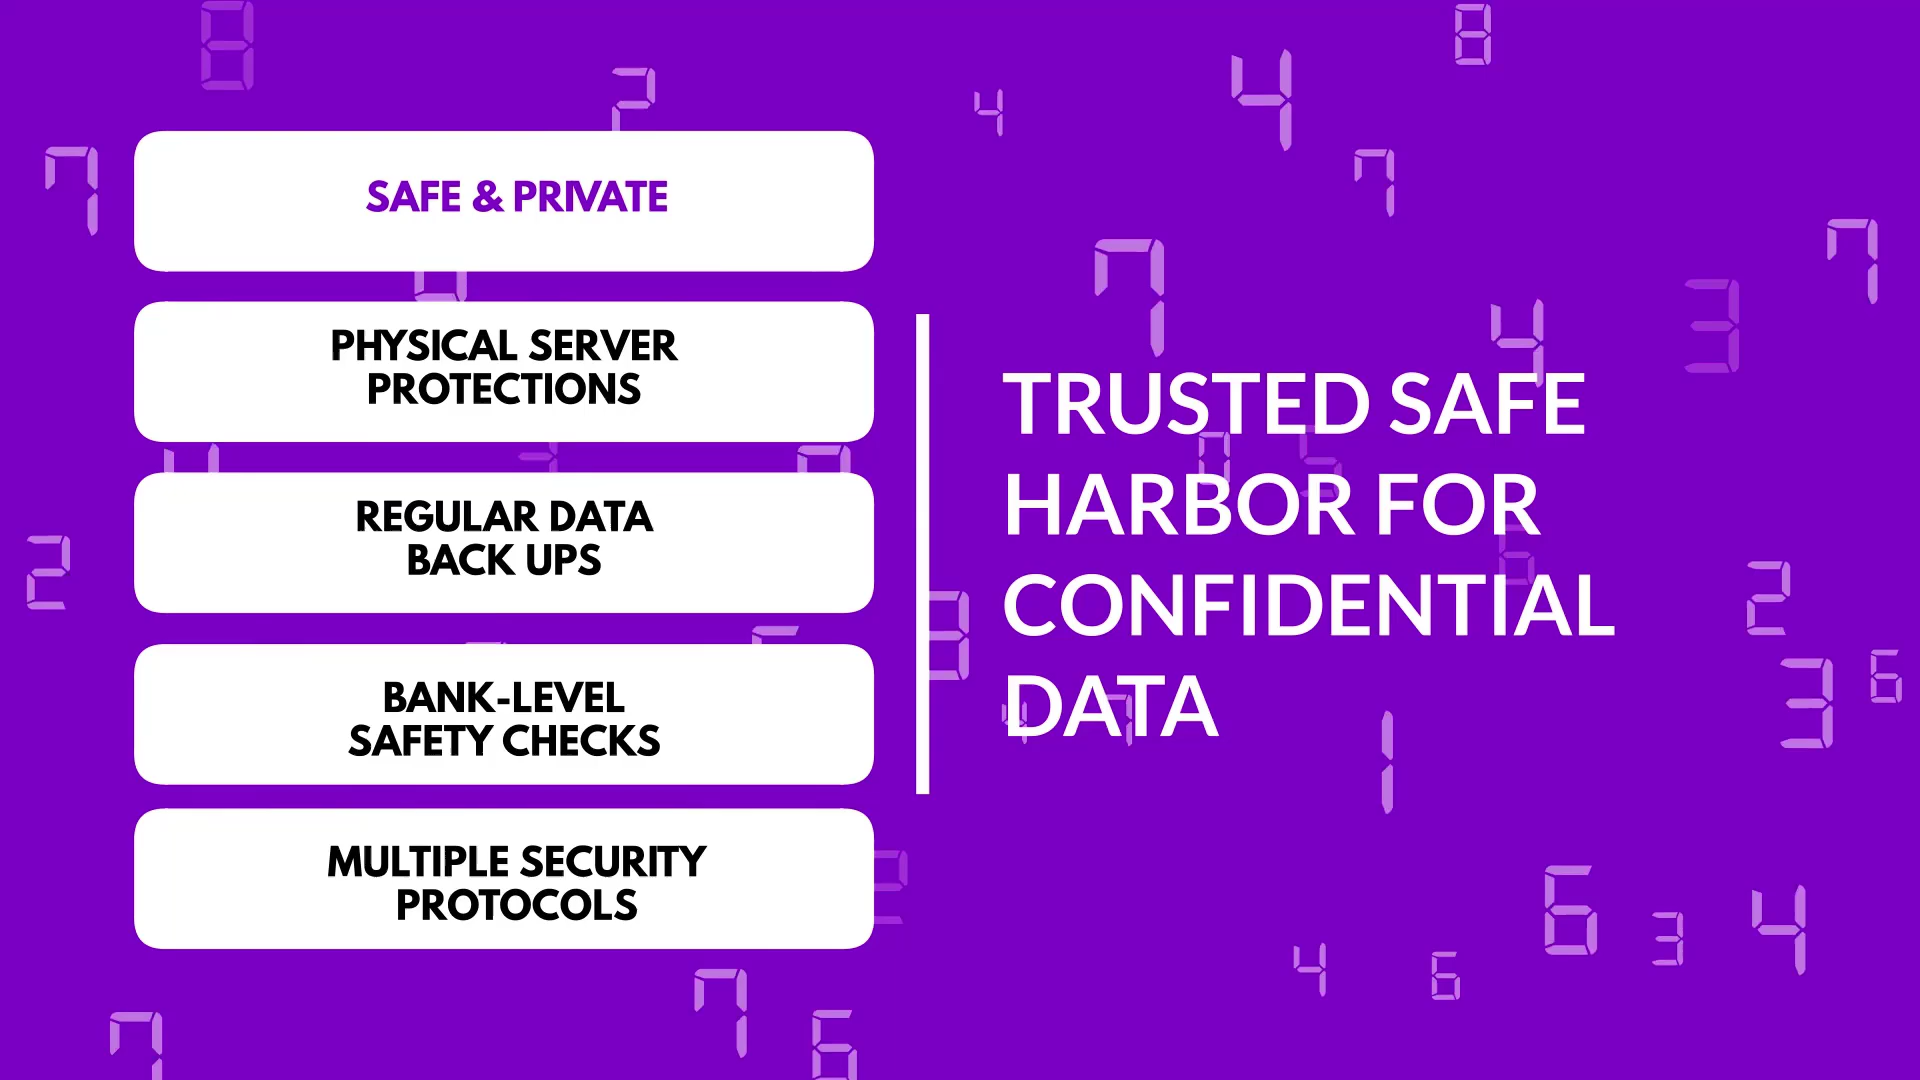 SAFE & PRIVATE
PHYSICAL SERVER
PROTECTIONS
REGULAR DATA
BACK UPS
BANK-LEVEL
SAFETY CHECKS
MULTIPLE SECURITY
PROTOCOLS
TRUSTED SAFE
HARBOR FOR
CONFIDENTIAL
DATA